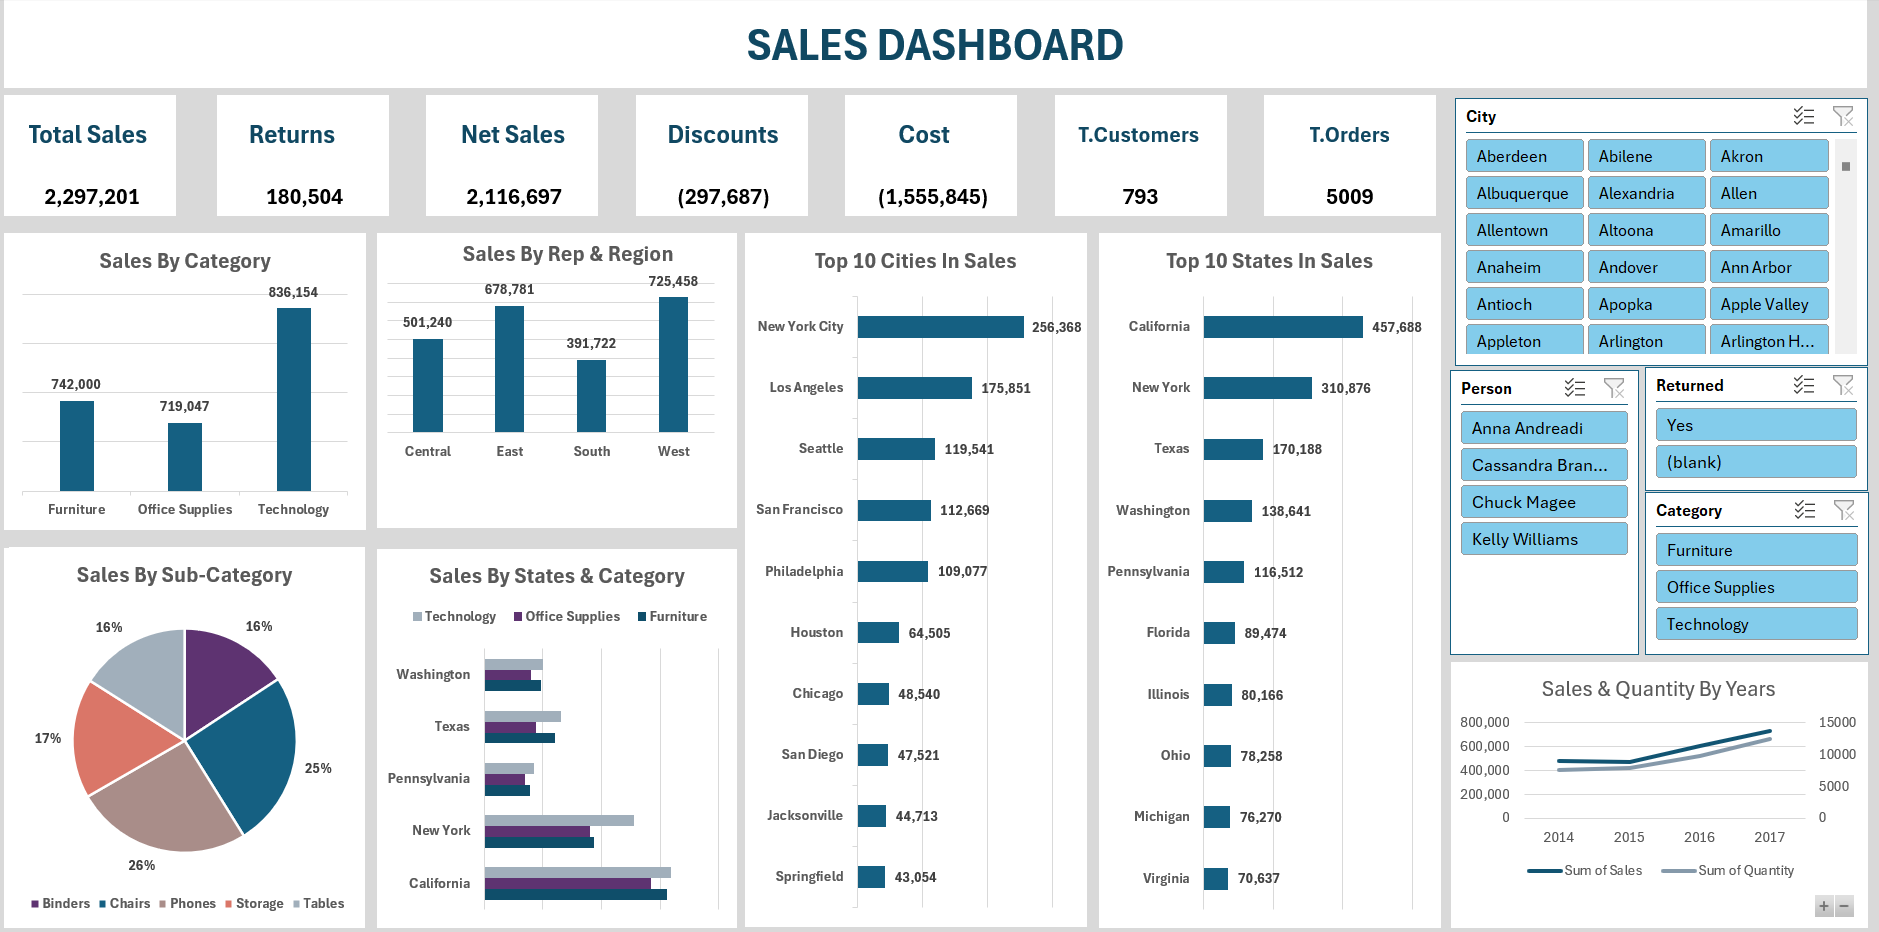 SALES DASHBOARD
Total Sales
2,297,201
Returns
180,504
Net Sales
2,116,697
Discounts
(297,687)
Cost
(1,555,845)
T.Customers
793
T.Orders
5009
City
Aberdeen Abilene Akron
Albuquerque Alexandria Allen
Allentown Altoona Amarillo
Anaheim Andover Ann Arbor
Antioch Apopka Apple Valley
Appleton Arlington Arlington H...
Sales By Category
836,154
742,000
719,047
Furniture Office Supplies Technology
Sales By Rep & Region
725,458
678,781
501,240
391,722
Central East South West
Top 10 Cities In Sales
New York City 256,368
Los Angeles 175,851
Seattle 119,541
San Francisco 112,669
Philadelphia 109,077
Houston 64,505
Chicago 48,540
San Diego 47,521
Jacksonville 44,713
Springfield 43,054
Top 10 States In Sales
California 457,688
New York 310,876
Texas 170,188
Washington 138,641
Pennsylvania 116,512
Florida 89,474
Illinois 80,166
Ohio 78,258
Michigan 76,270
Virginia 70,637
Person
Anna Andreadi
Cassandra Bran...
Chuck Magee
Kelly Williams
Returned
Yes
(blank)
Category
Furniture
Office Supplies
Technology
Sales By Sub-Category
16% 16%
17%
25%
26%
Binders Chairs Phones Storage Tables
Sales By States & Category
Technology Office Supplies Furniture
Washington
Texas
Pennsylvania
New York
California
Sales & Quantity By Years
800,000 15000
600,000
10000
400,000
5000
200,000
0 0
2014 2015 2016 2017
Sum of Sales Sum of Quantity
+ −